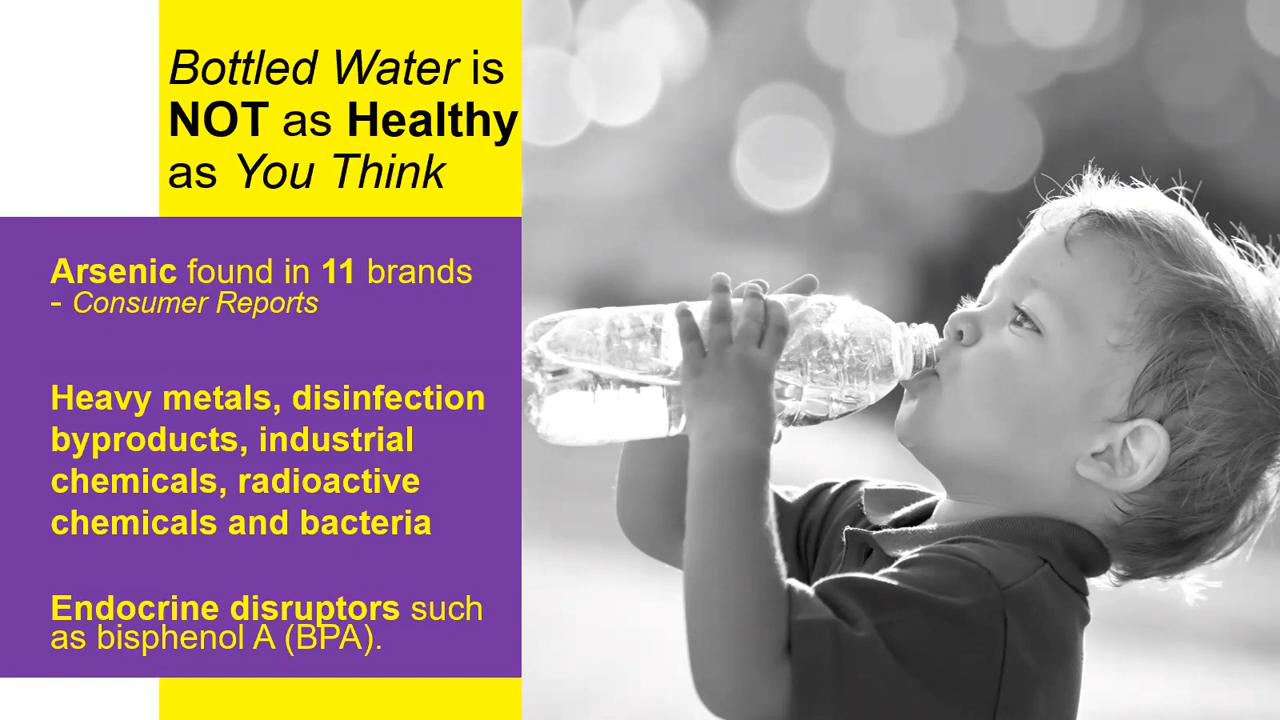 Bottled Water is
NOT as Healthy
as You Think
Arsenic found in 11 brands
- Consumer Reports
Heavy metals, disinfection
byproducts, industrial
chemicals, radioactive
chemicals and bacteria
Endocrine disruptors such
as bisphenol A (BPA).